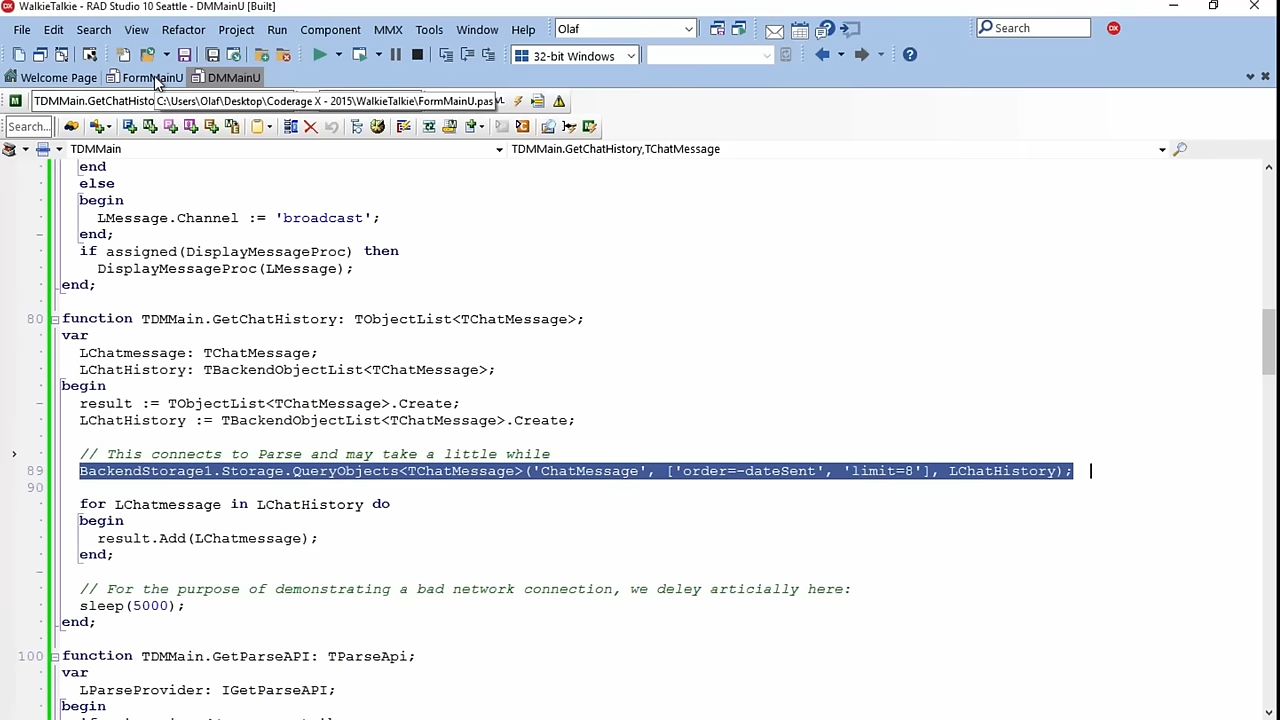 WalkieTalkie - RAD Studio 10 Seattle - DMMainU [Built]
File Edit Search View Refactor Project Run Component MMX Tools Window Help Olaf Search DX
32-bit Windows
Welcome Page FormMainU DMMainU
TDMMain.GetChatHisto C:\Users\Olaf\Desktop\Coderage X - 2015\WalkieTalkie\FormMainU.pas
Search...
TDMMain TDMMain.GetChatHistory,TChatMessage
end
else
begin
LMessage.Channel := 'broadcast';
end;
if assigned(DisplayMessageProc) then
DisplayMessageProc(LMessage);
end;
80 function TDMMain.GetChatHistory: TObjectList<TChatMessage>;
var
LChatmessage: TChatMessage;
LChatHistory: TBackendObjectList<TChatMessage>;
begin
result := TObjectList<TChatMessage>.Create;
LChatHistory := TBackendObjectList<TChatMessage>.Create;
// This connects to Parse and may take a little while
89 BackendStorage1.Storage.QueryObjects<TChatMessage>('ChatMessage', ['order=-dateSent', 'limit=8'], LChatHistory);
90
for LChatmessage in LChatHistory do
begin
result.Add(LChatmessage);
end;
// For the purpose of demonstrating a bad network connection, we deley articially here:
sleep(5000);
end;
100 function TDMMain.GetParseAPI: TParseApi;
var
LParseProvider: IGetParseAPI;
begin